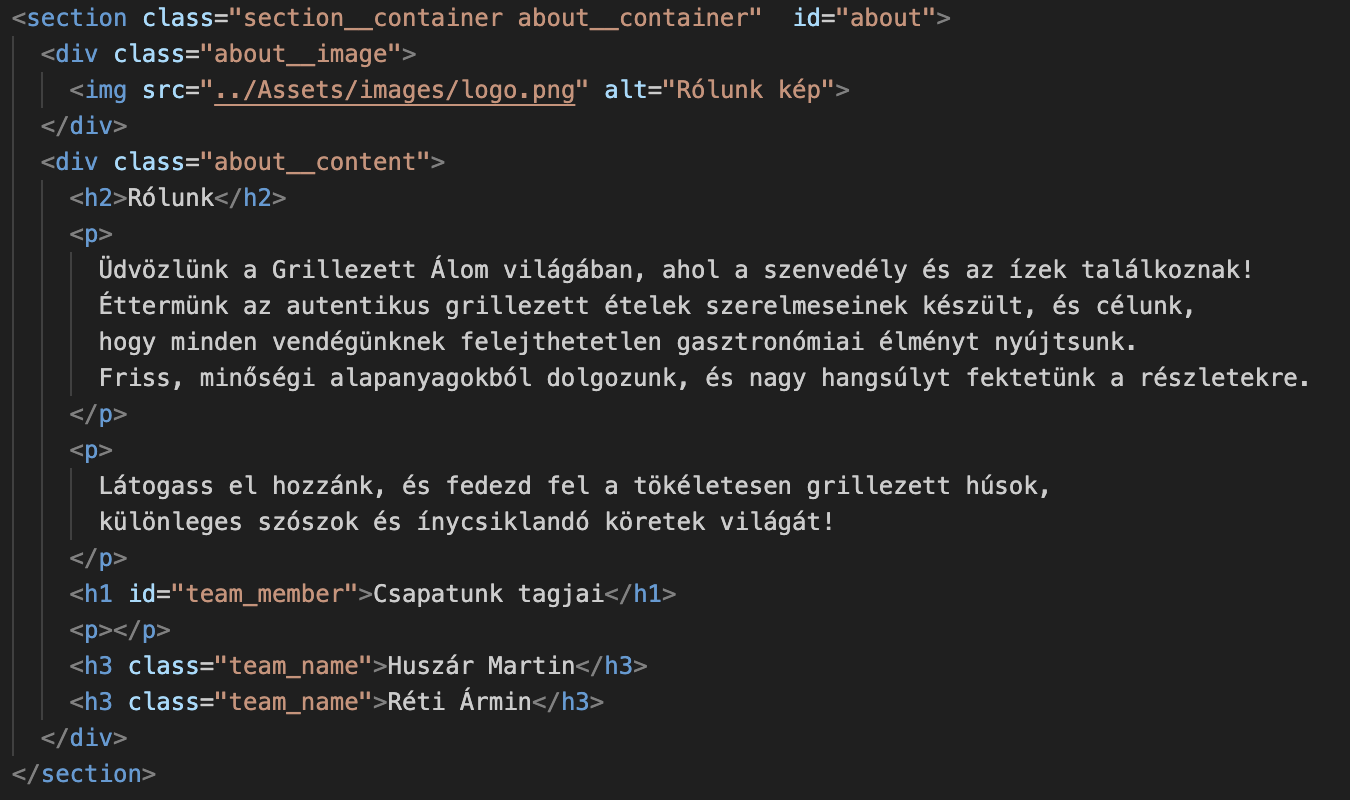 <section class="section__container about__container"  id="about">
  <div class="about__image">
    <img src="../Assets/images/logo.png" alt="Rólunk kép">
  </div>
  <div class="about__content">
    <h2>Rólunk</h2>
    <p>
      Üdvözlünk a Grillezett Álom világában, ahol a szenvedély és az ízek találkoznak!
      Éttermünk az autentikus grillezett ételek szerelmeseinek készült, és célunk,
      hogy minden vendégünknek felejthetetlen gasztronómiai élményt nyújtsunk.
      Friss, minőségi alapanyagokból dolgozunk, és nagy hangsúlyt fektetünk a részletekre.
    </p>
    <p>
      Látogass el hozzánk, és fedezd fel a tökéletesen grillezett húsok,
      különleges szószok és ínycsiklandó köretek világát!
    </p>
    <h1 id="team_member">Csapatunk tagjai</h1>
    <p></p>
    <h3 class="team_name">Huszár Martin</h3>
    <h3 class="team_name">Réti Ármin</h3>
  </div>
</section>